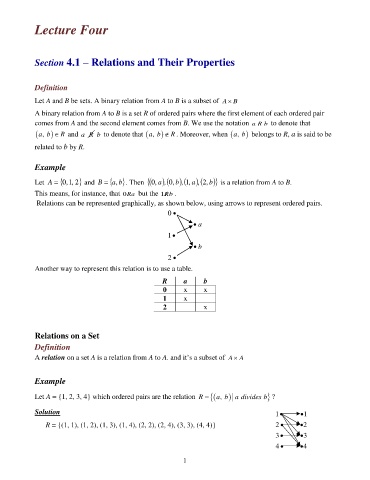 Lecture Four
Section 4.1 – Relations and Their Properties
Definition
Let A and B be sets. A binary relation from A to B is a subset of A × B
A binary relation from A to B is a set R of ordered pairs where the first element of each ordered pair
comes from A and the second element comes from B. We use the notation a R b to denote that
(a, b) ∈ R and a R̸ b to denote that (a, b) ∉ R. Moreover, when (a, b) belongs to R, a is said to be
related to b by R.
Example
Let A = {0, 1, 2} and B = {a, b}. Then {(0, a), (0, b), (1, a), (2, b)} is a relation from A to B.
This means, for instance, that 0Ra but the 1Rb.
Relations can be represented graphically, as shown below, using arrows to represent ordered pairs.
0
a
1
b
2
Another way to represent this relation is to use a table.
R a b
0 x x
1 x
2 x
Relations on a Set
Definition
A relation on a set A is a relation from A to A. and it's a subset of A × A
Example
Let A = {1, 2, 3, 4} which ordered pairs are the relation R = {(a, b) | a divides b} ?
Solution
R = {(1, 1), (1, 2), (1, 3), (1, 4), (2, 2), (2, 4), (3, 3), (4, 4)}
1 1
2 2
3 3
4 4
1